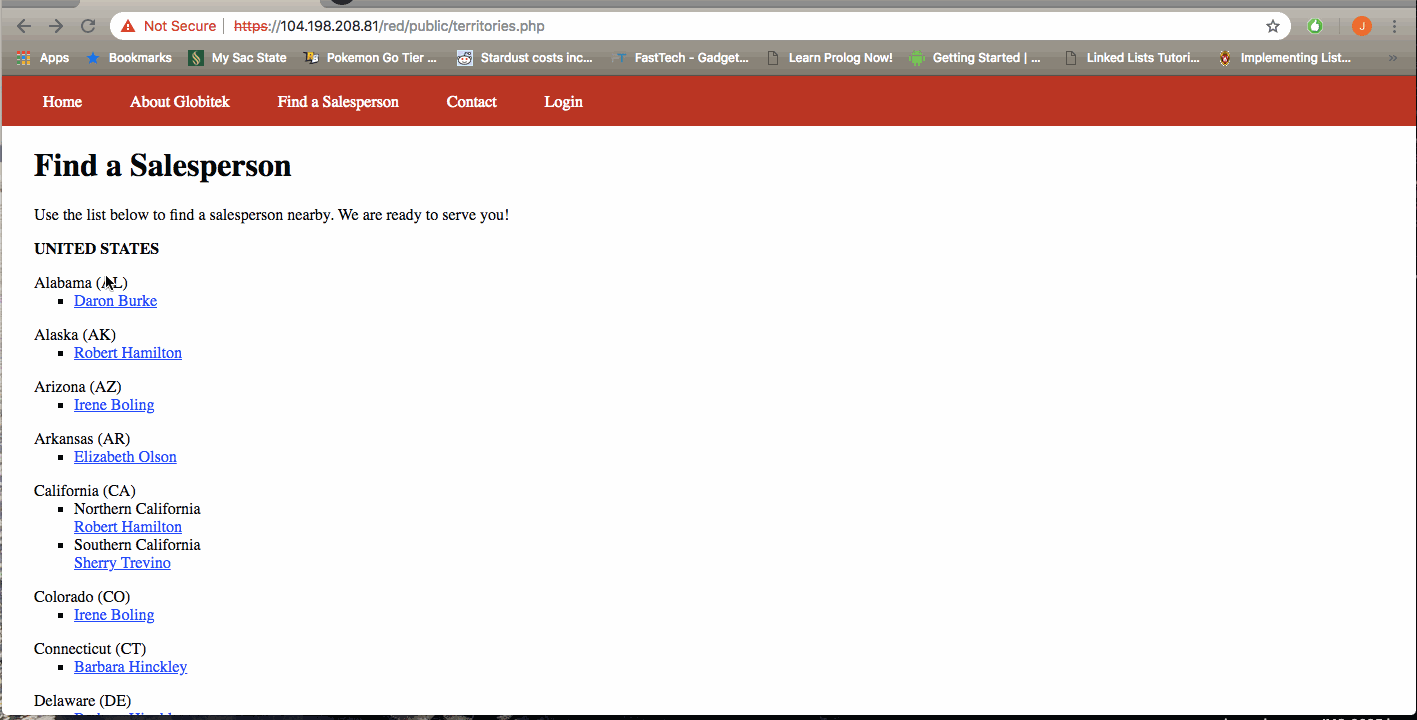 Not Secure | https://104.198.208.81/red/public/territories.php J
Apps Bookmarks My Sac State Pokemon Go Tier ... Stardust costs inc... FastTech - Gadget... Learn Prolog Now! Getting Started | ... Linked Lists Tutori... Implementing List... »
Home About Globitek Find a Salesperson Contact Login
Find a Salesperson
Use the list below to find a salesperson nearby. We are ready to serve you!
UNITED STATES
Alabama (AL)
Daron Burke
Alaska (AK)
Robert Hamilton
Arizona (AZ)
Irene Boling
Arkansas (AR)
Elizabeth Olson
California (CA)
Northern California
Robert Hamilton
Southern California
Sherry Trevino
Colorado (CO)
Irene Boling
Connecticut (CT)
Barbara Hinckley
Delaware (DE)